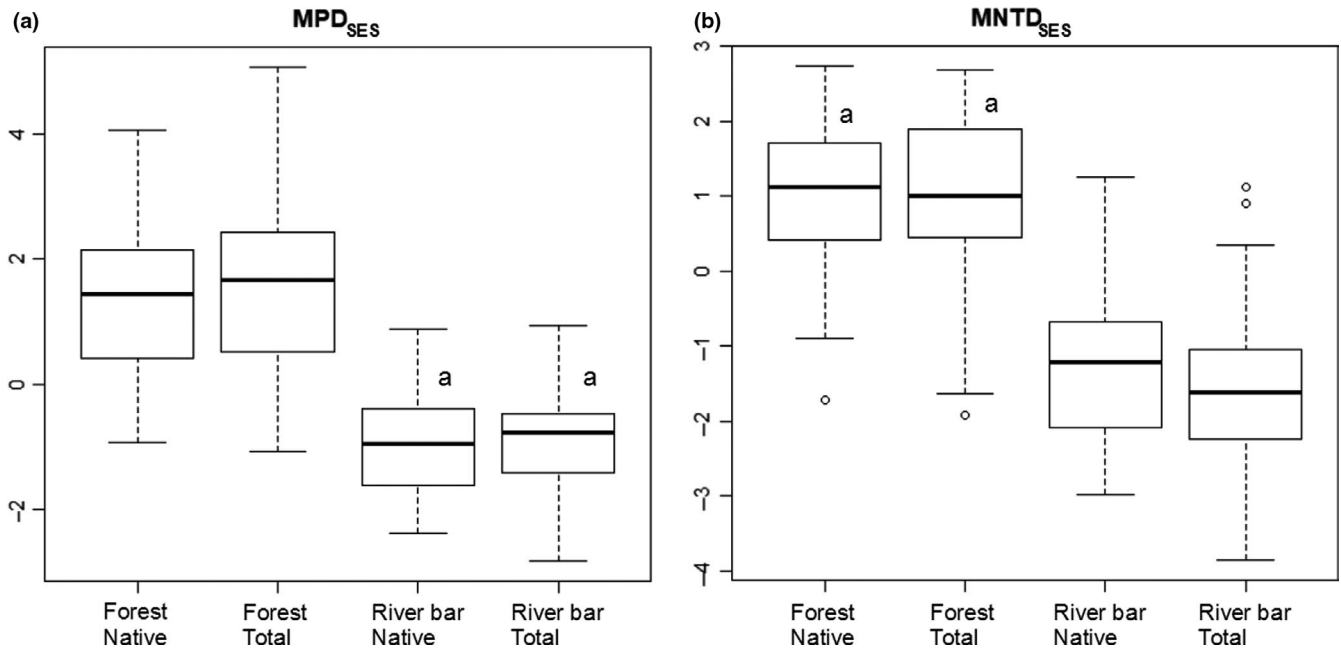 (a) MPD_SES
4
2
0
−2
a a
Forest Native
Forest Total
River bar Native
River bar Total
(b) MNTD_SES
3
2
1
0
−1
−2
−3
−4
a a
Forest Native
Forest Total
River bar Native
River bar Total